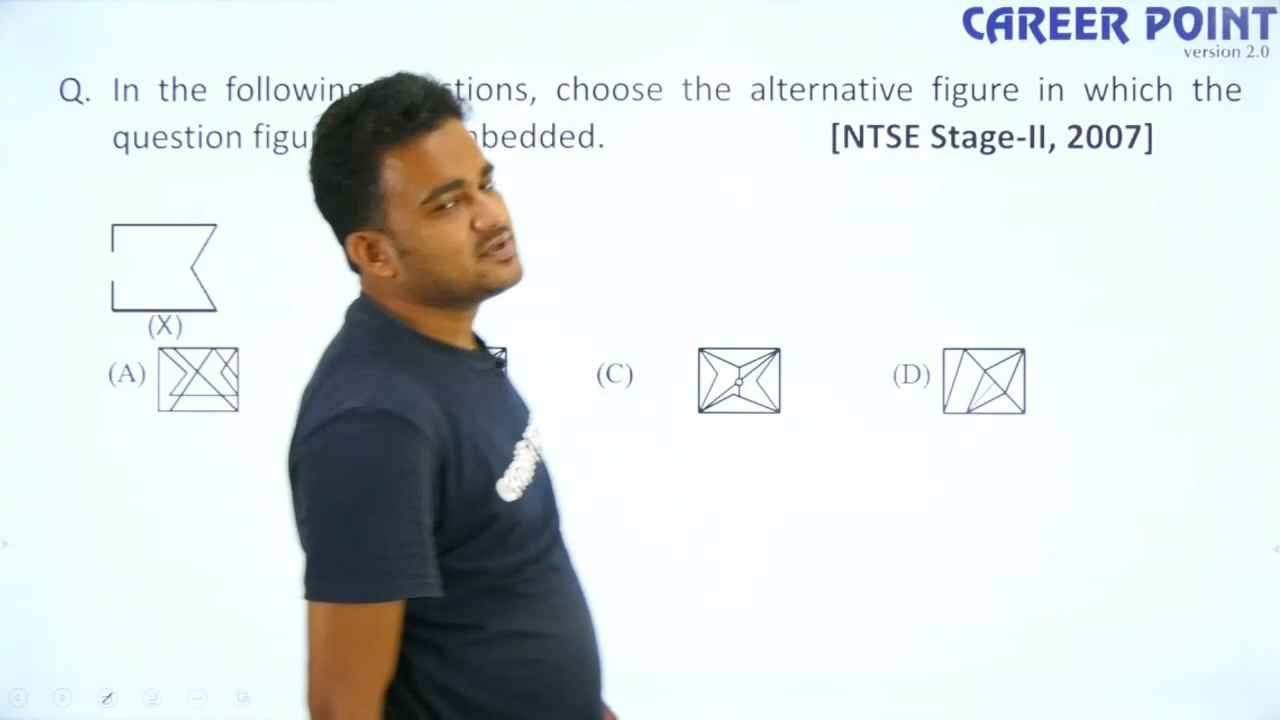 CAREER POINT
version 2.0
Q. In the following tions, choose the alternative figure in which the
question figu bedded. [NTSE Stage-II, 2007]
(X)
(A) (C) (D)